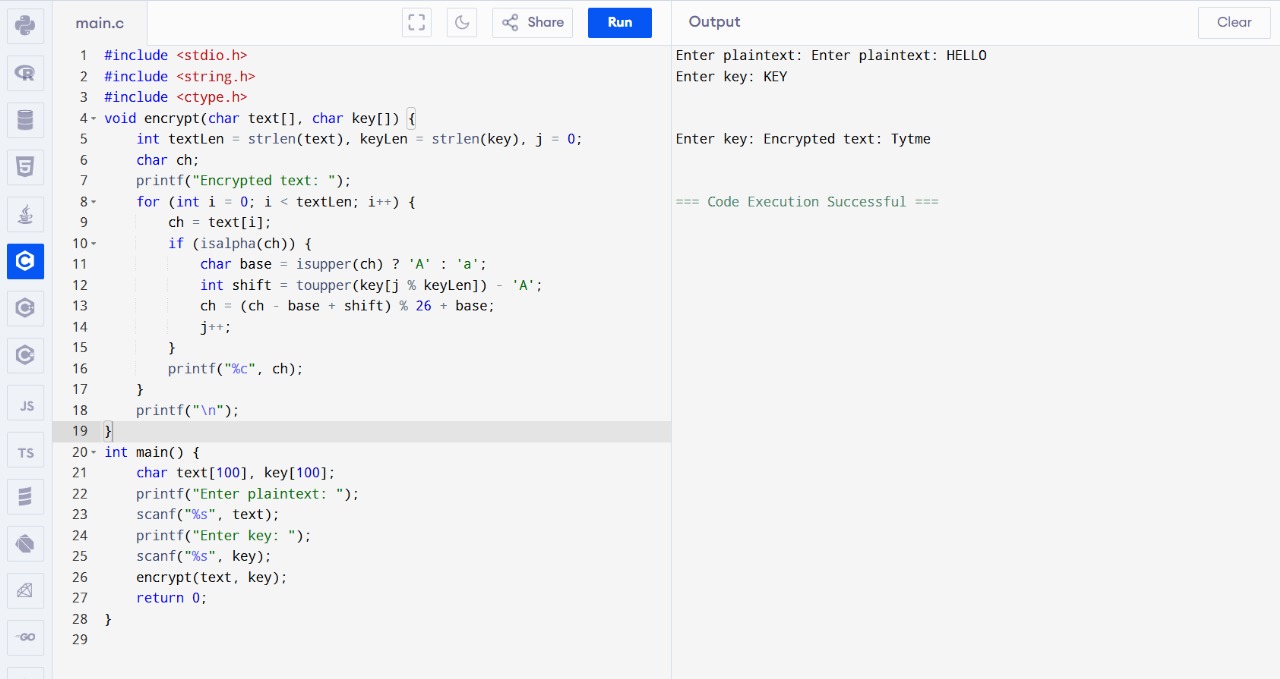 main.c
Share
Run
Output
Clear
1 #include <stdio.h>
2 #include <string.h>
3 #include <ctype.h>
4 void encrypt(char text[], char key[]) {
5     int textLen = strlen(text), keyLen = strlen(key), j = 0;
6     char ch;
7     printf("Encrypted text: ");
8     for (int i = 0; i < textLen; i++) {
9         ch = text[i];
10         if (isalpha(ch)) {
11             char base = isupper(ch) ? 'A' : 'a';
12             int shift = toupper(key[j % keyLen]) - 'A';
13             ch = (ch - base + shift) % 26 + base;
14             j++;
15         }
16         printf("%c", ch);
17     }
18     printf("\n");
19 }
20 int main() {
21     char text[100], key[100];
22     printf("Enter plaintext: ");
23     scanf("%s", text);
24     printf("Enter key: ");
25     scanf("%s", key);
26     encrypt(text, key);
27     return 0;
28 }
29
Enter plaintext: Enter plaintext: HELLO
Enter key: KEY
Enter key: Encrypted text: Tytme
=== Code Execution Successful ===
R
5
C
C
C
JS
TS
GO